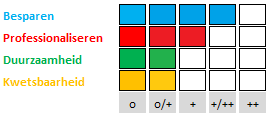 Besparen
Professionaliseren
Duurzaamheid
Kwetsbaarheid
o o/+ + +/++ ++